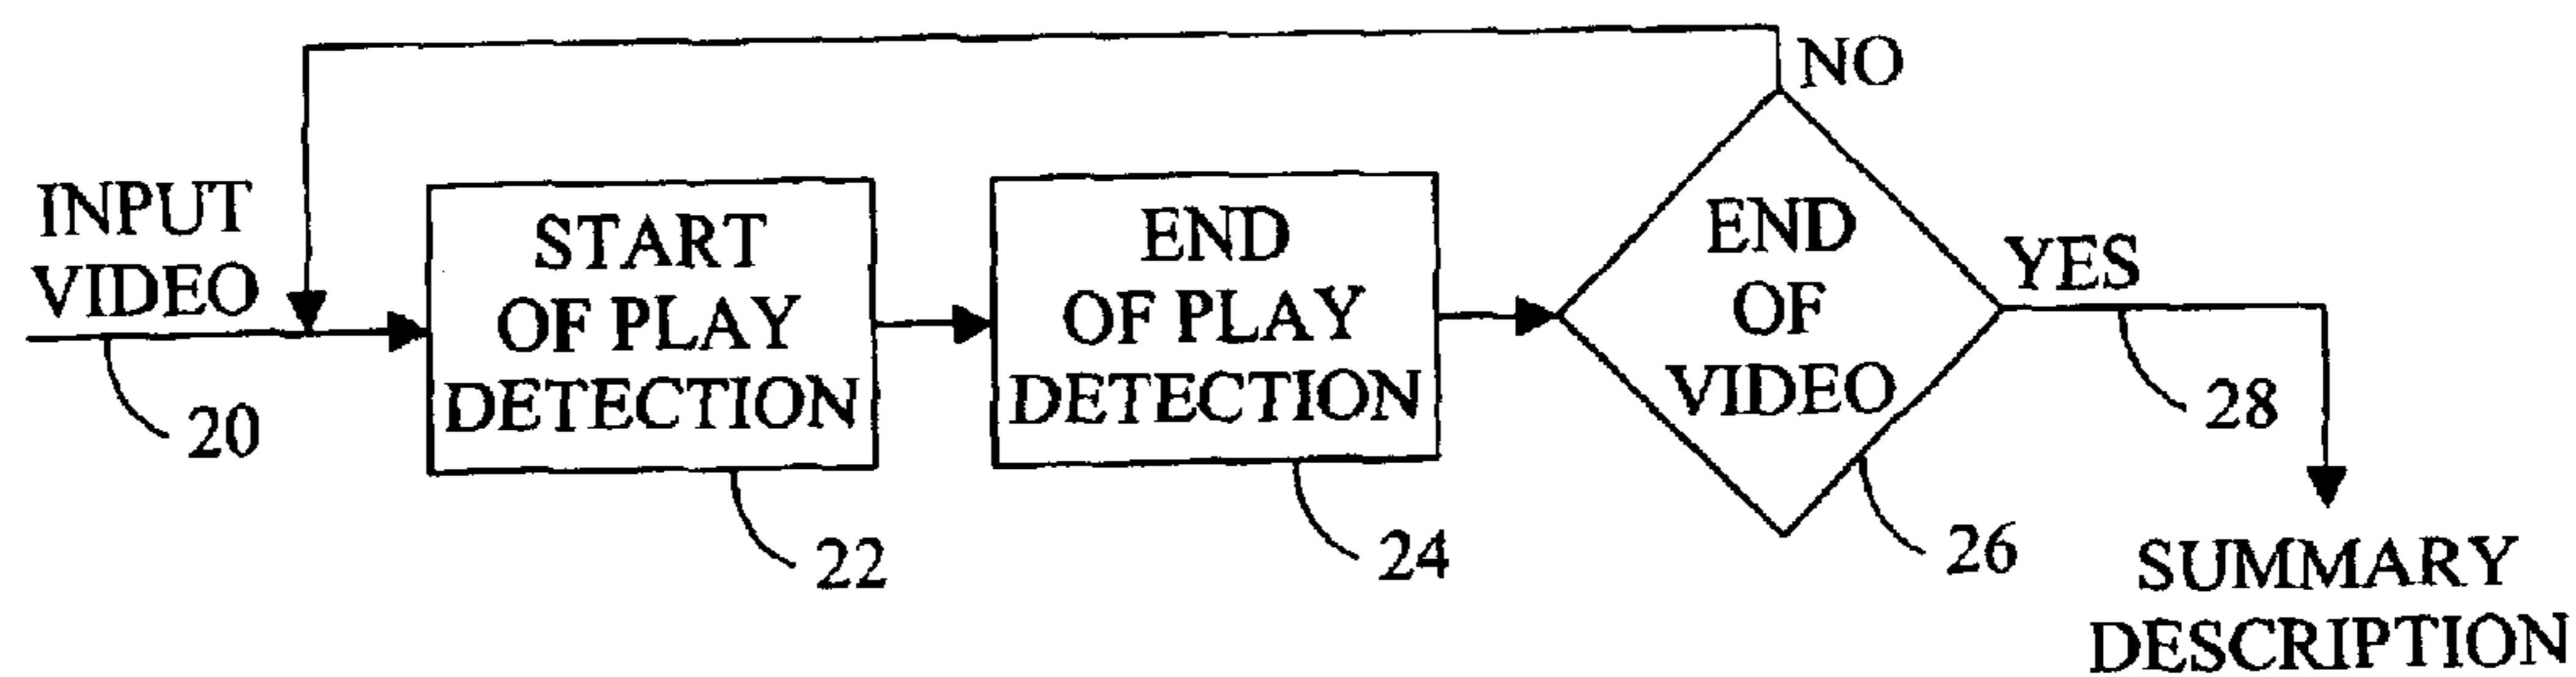 NO
INPUT
VIDEO
START
OF PLAY
DETECTION
END
OF PLAY
DETECTION
END
OF
VIDEO
YES
20
22
24
26
28
SUMMARY
DESCRIPTION